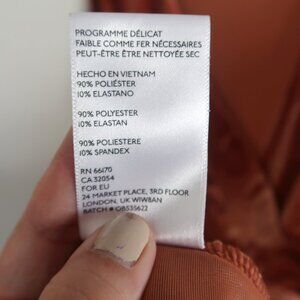 PROGRAMME DÉLICAT
FAIBLE COMME FER NÉCESSAIRES
PEUT-ÊTRE ÊTRE NETTOYÉE SEC
HECHO EN VIETNAM
90% POLIÉSTER
10% ELASTANO
90% POLYESTER
10% ELASTAN
90% POLIESTERE
10% SPANDEX
RN 66170
CA 32054
FOR EU
24 MARKET PLACE, 3RD FLOOR
LONDON, UK W1W8AN
BATCH # OB535622